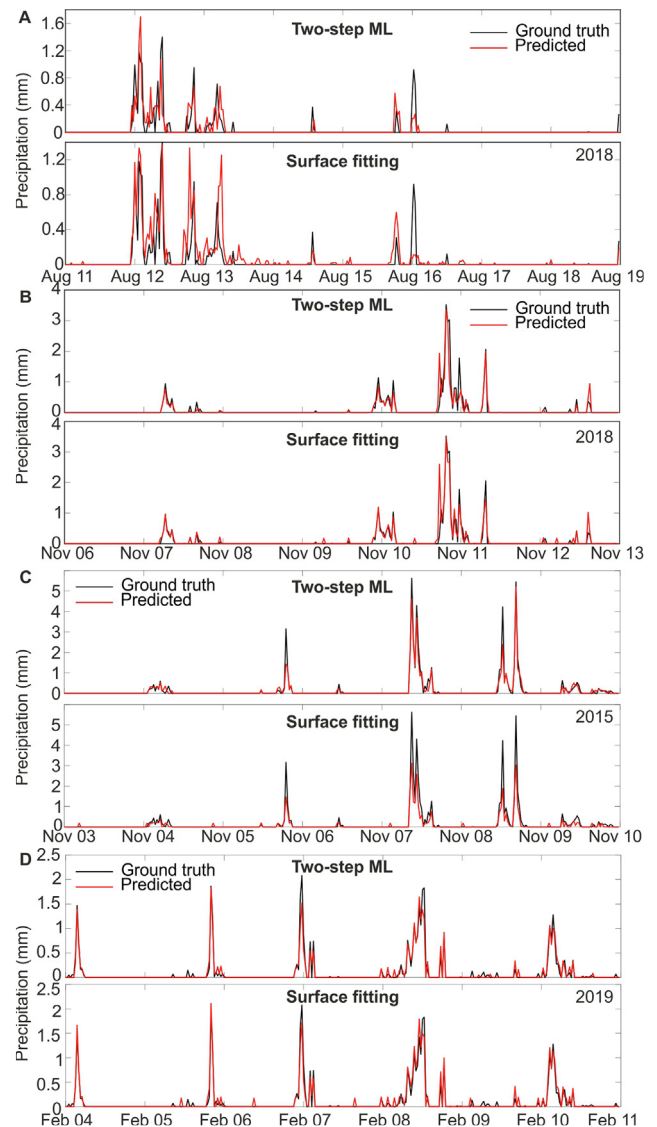 A
Two-step ML
Ground truth
Predicted
1.6
1.2
0.8
0.4
0
Precipitation (mm)
Surface fitting
2018
1.2
0.8
0.4
0
Aug 11 Aug 12 Aug 13 Aug 14 Aug 15 Aug 16 Aug 17 Aug 18 Aug 19
B
Two-step ML
Ground truth
Predicted
4
3
2
1
0
Precipitation (mm)
Surface fitting
2018
4
3
2
1
0
Nov 06 Nov 07 Nov 08 Nov 09 Nov 10 Nov 11 Nov 12 Nov 13
C
Ground truth
Predicted
Two-step ML
5
4
3
2
1
0
Precipitation (mm)
Surface fitting
2015
5
4
3
2
1
0
Nov 03 Nov 04 Nov 05 Nov 06 Nov 07 Nov 08 Nov 09 Nov 10
D
Two-step ML
Ground truth
Predicted
2.5
2
1.5
1
0.5
0
Precipitation (mm)
Surface fitting
2019
2.5
2
1.5
1
0.5
0
Feb 04 Feb 05 Feb 06 Feb 07 Feb 08 Feb 09 Feb 10 Feb 11